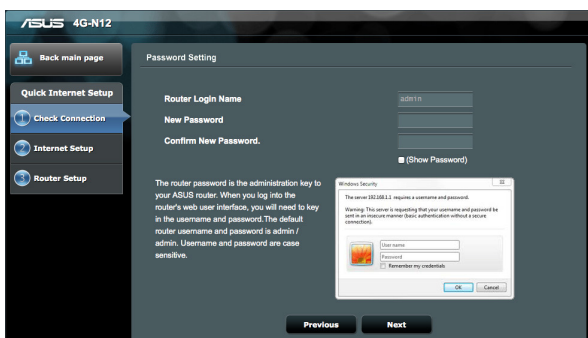 ASUS 4G-N12
Back main page
Quick Internet Setup
1 Check Connection
2 Internet Setup
3 Router Setup
Password Setting
Router Login Name
admin
New Password
Confirm New Password.
(Show Password)
The router password is the administration key to
your ASUS router. When you log into the
router's web user interface, you will need to key
in the username and password.The default
router username and password is admin /
admin. Username and password are case
sensitive.
Windows Security
The server 192.168.1.1 requires a username and password.
Warning: This server is requesting that your username and password be
sent in an insecure manner (basic authentication without a secure
connection).
User name
Password
Remember my credentials
OK
Cancel
Previous
Next